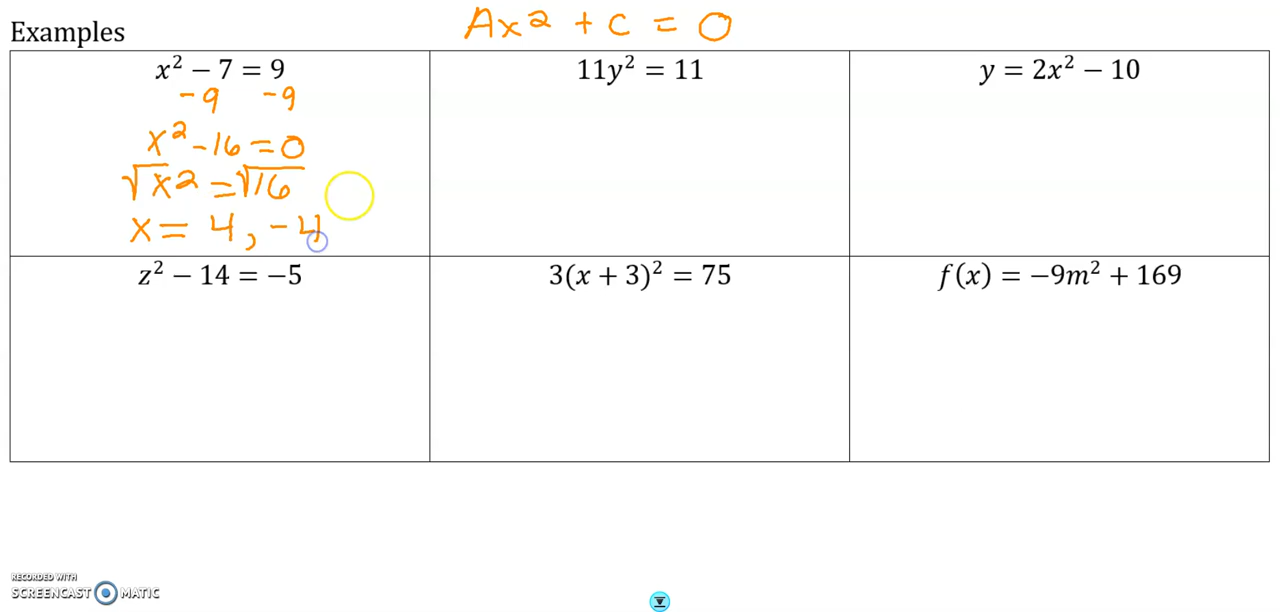 Examples
Ax² + c = 0
x² − 7 = 9
-9 -9
x² - 16 = 0
√x² = √16
x = 4, -4
11y² = 11
y = 2x² − 10
z² − 14 = −5
3(x + 3)² = 75
f(x) = −9m² + 169
RECORDED WITH
SCREENCAST MATIC